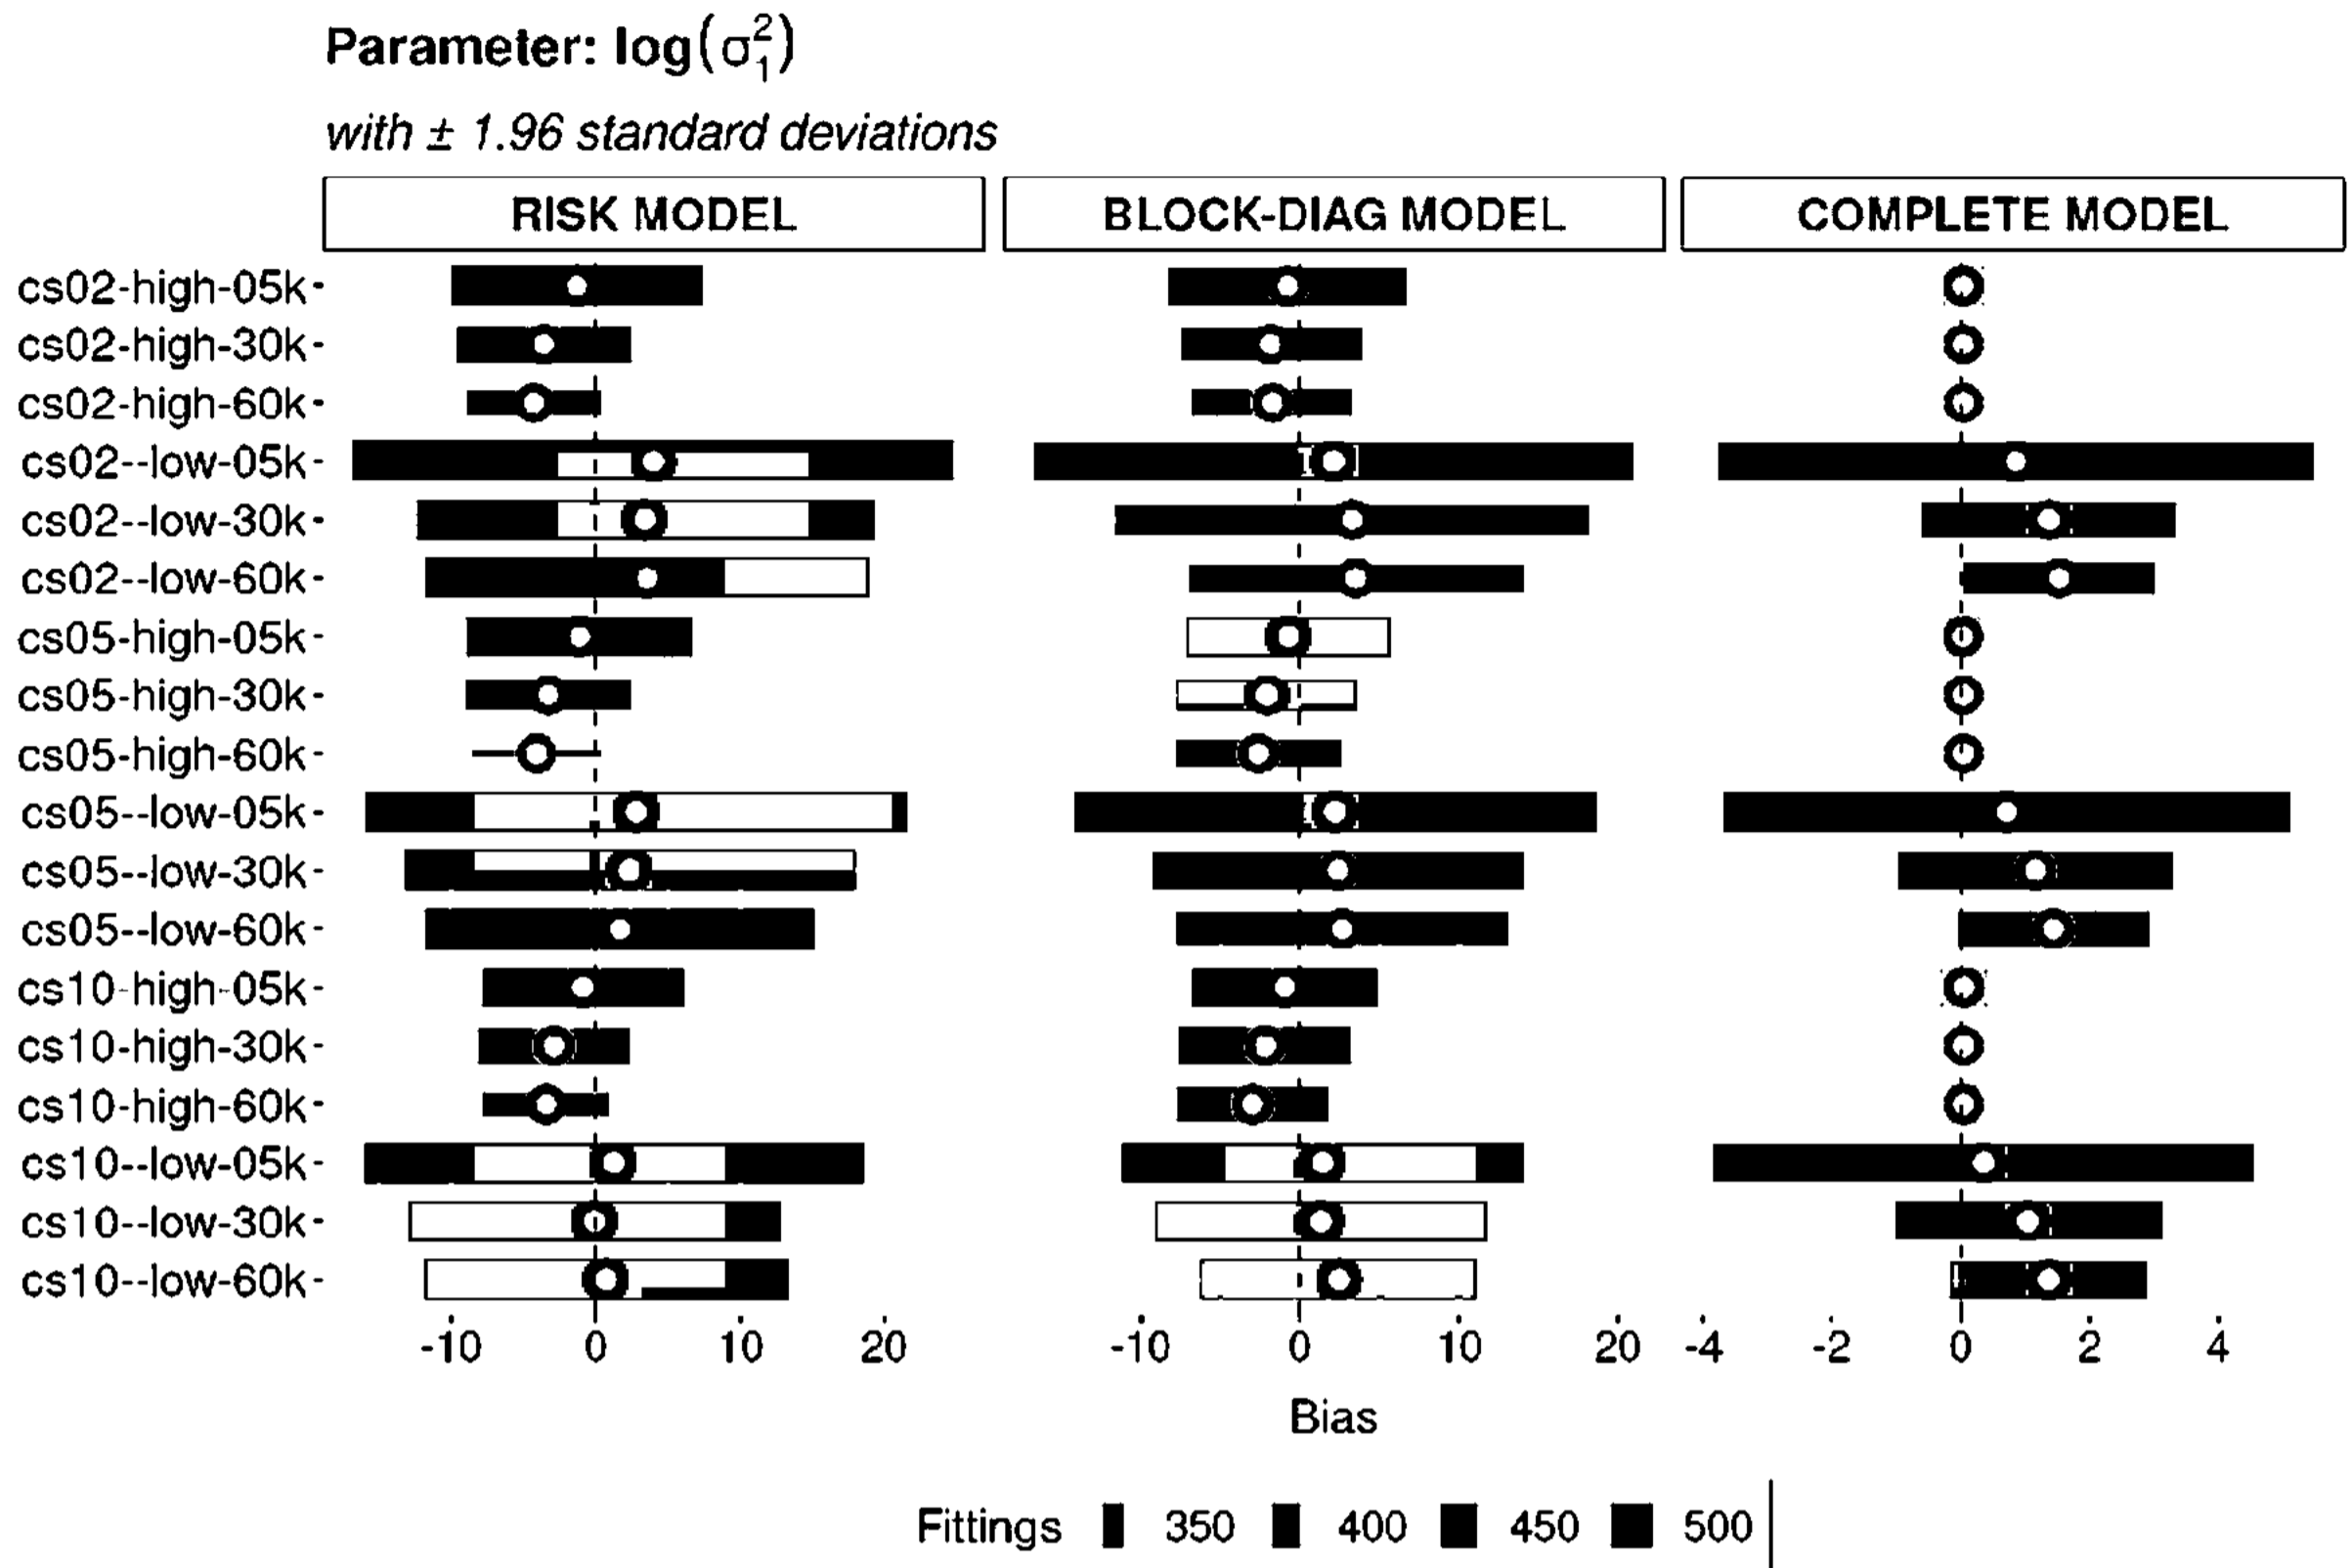 Parameter: log(σ₁²)
with ± 1.96 standard deviations
RISK MODEL BLOCK-DIAG MODEL COMPLETE MODEL
cs02-high-05k
cs02-high-30k
cs02-high-60k
cs02--low-05k
cs02--low-30k
cs02--low-60k
cs05-high-05k
cs05-high-30k
cs05-high-60k
cs05--low-05k
cs05--low-30k
cs05--low-60k
cs10-high-05k
cs10-high-30k
cs10-high-60k
cs10--low-05k
cs10--low-30k
cs10--low-60k
-10 0 10 20 -10 0 10 20 -4 -2 0 2 4
Bias
Fittings 350 400 450 500